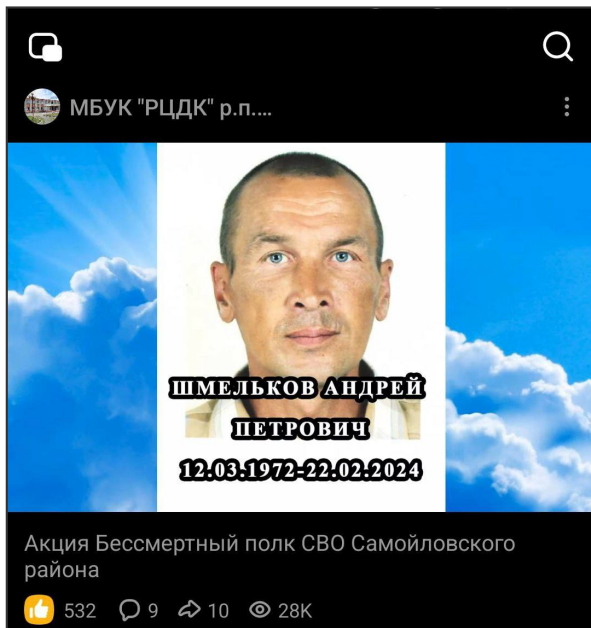 МБУК "РЦДК" р.п....
ШМЕЛЬКОВ АНДРЕЙ
ПЕТРОВИЧ
12.03.1972-22.02.2024
Акция Бессмертный полк СВО Самойловского
района
532 9 10 28K